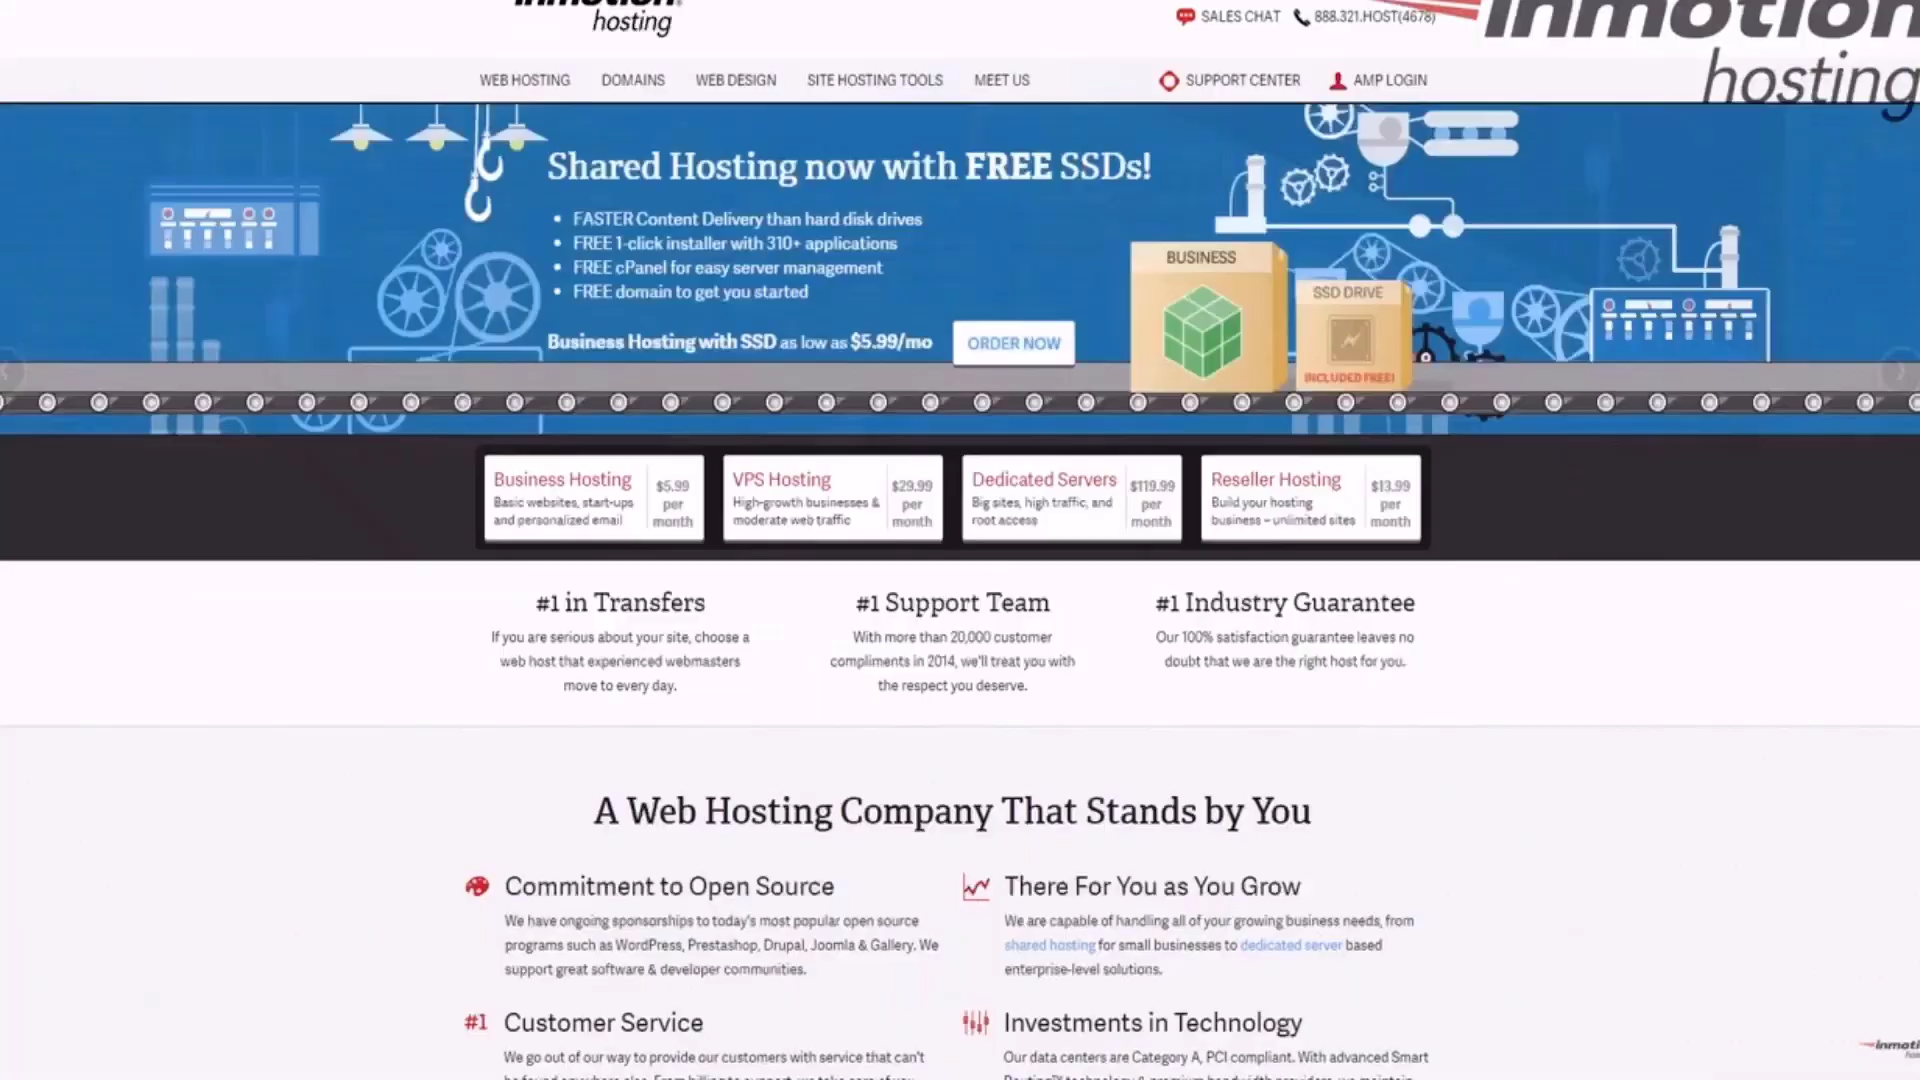 inmotion
hosting
SALES CHAT
888.321.HOST(4678)
inmotion
hosting
WEB HOSTING
DOMAINS
WEB DESIGN
SITE HOSTING TOOLS
MEET US
SUPPORT CENTER
AMP LOGIN
Shared Hosting now with FREE SSDs!
• FASTER Content Delivery than hard disk drives
• FREE 1-click installer with 310+ applications
• FREE cPanel for easy server management
• FREE domain to get you started
Business Hosting with SSD as low as $5.99/mo
ORDER NOW
BUSINESS
SSD DRIVE
INCLUDED FREE!
Business Hosting
Basic websites, start-ups
and personalized email
$5.99
per
month
VPS Hosting
High-growth businesses &
moderate web traffic
$29.99
per
month
Dedicated Servers
Big sites, high traffic, and
root access
$119.99
per
month
Reseller Hosting
Build your hosting
business – unlimited sites
$13.99
per
month
#1 in Transfers
If you are serious about your site, choose a
web host that experienced webmasters
move to every day.
#1 Support Team
With more than 20,000 customer
compliments in 2014, we'll treat you with
the respect you deserve.
#1 Industry Guarantee
Our 100% satisfaction guarantee leaves no
doubt that we are the right host for you.
A Web Hosting Company That Stands by You
Commitment to Open Source
We have ongoing sponsorships to today's most popular open source
programs such as WordPress, Prestashop, Drupal, Joomla & Gallery. We
support great software & developer communities.
There For You as You Grow
We are capable of handling all of your growing business needs, from
shared hosting for small businesses to dedicated server based
enterprise-level solutions.
#1 Customer Service
We go out of our way to provide our customers with service that can't
Investments in Technology
Our data centers are Category A, PCI compliant. With advanced Smart
inmoti